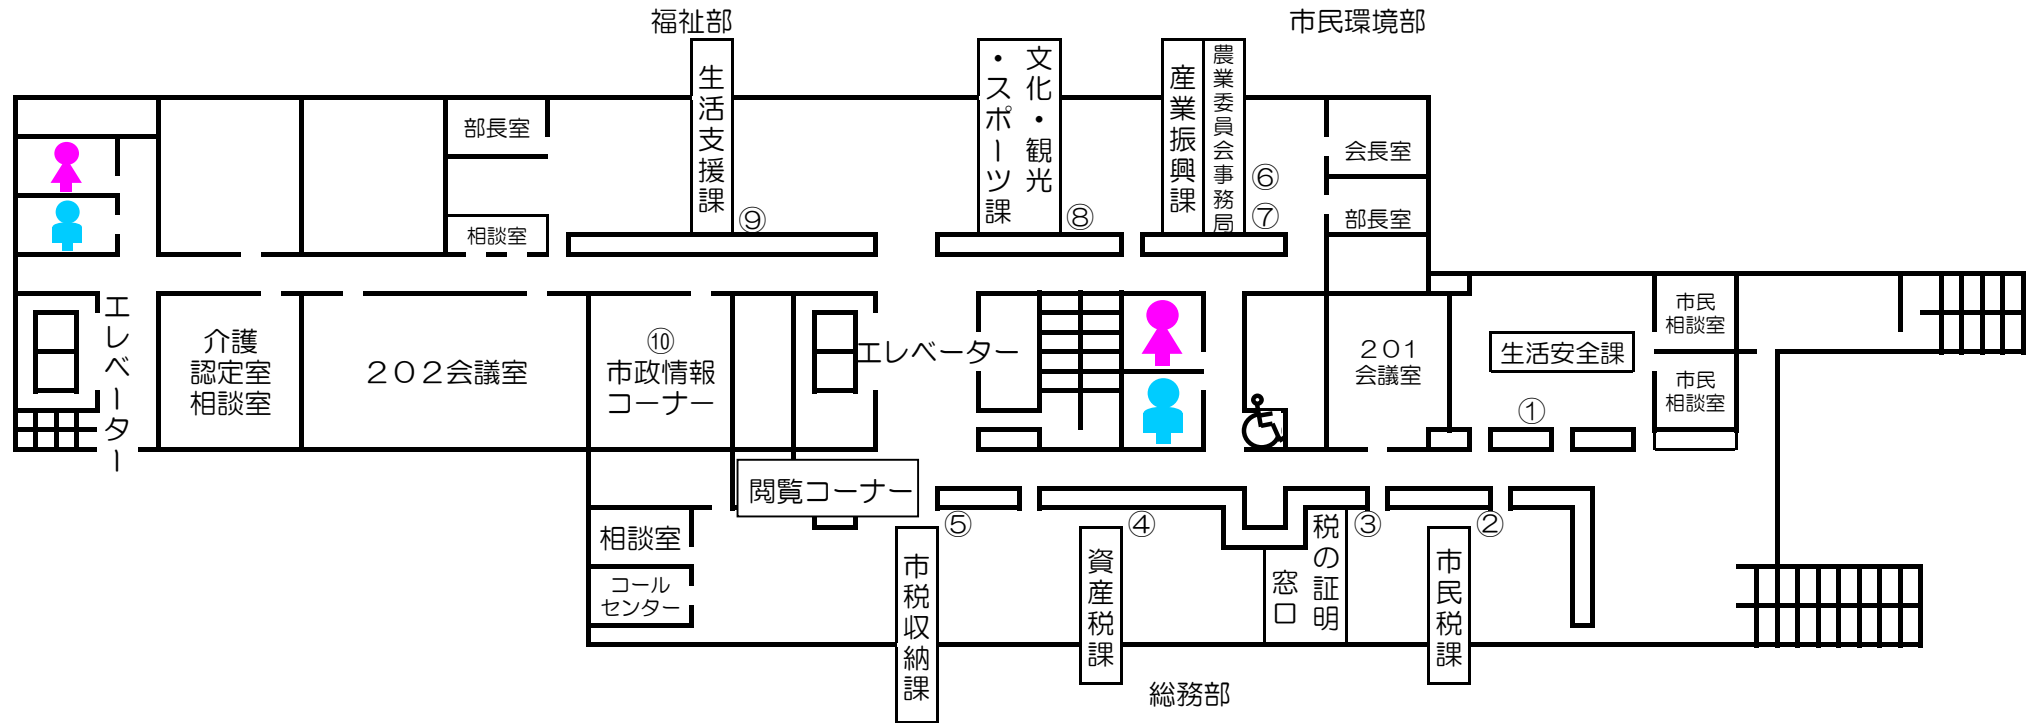 福祉部
市民環境部
生活支援課
文化・観光
・スポーツ課
産業振興課
農業委員会事務局
部長室
相談室
会長室
部長室
⑨
⑧
⑥
⑦
エレベーター
介護
認定室
相談室
202会議室
⑩
市政情報
コーナー
エレベーター
201
会議室
生活安全課
①
市民
相談室
市民
相談室
閲覧コーナー
相談室
コール
センター
⑤
市税収納課
④
資産税課
③
税の証明
窓口
②
市民税課
総務部